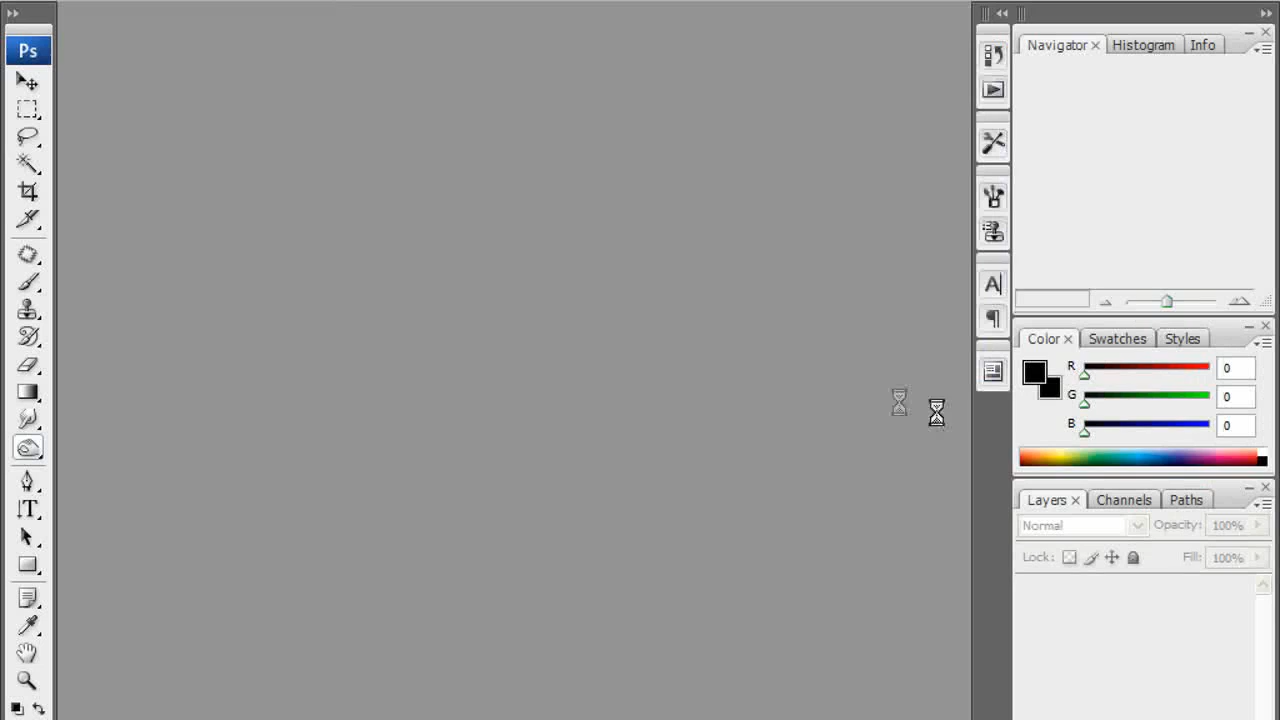 Ps
Navigator Histogram Info
Color Swatches Styles
R 0
G 0
B 0
Layers Channels Paths
Normal Opacity: 100%
Lock: Fill: 100%